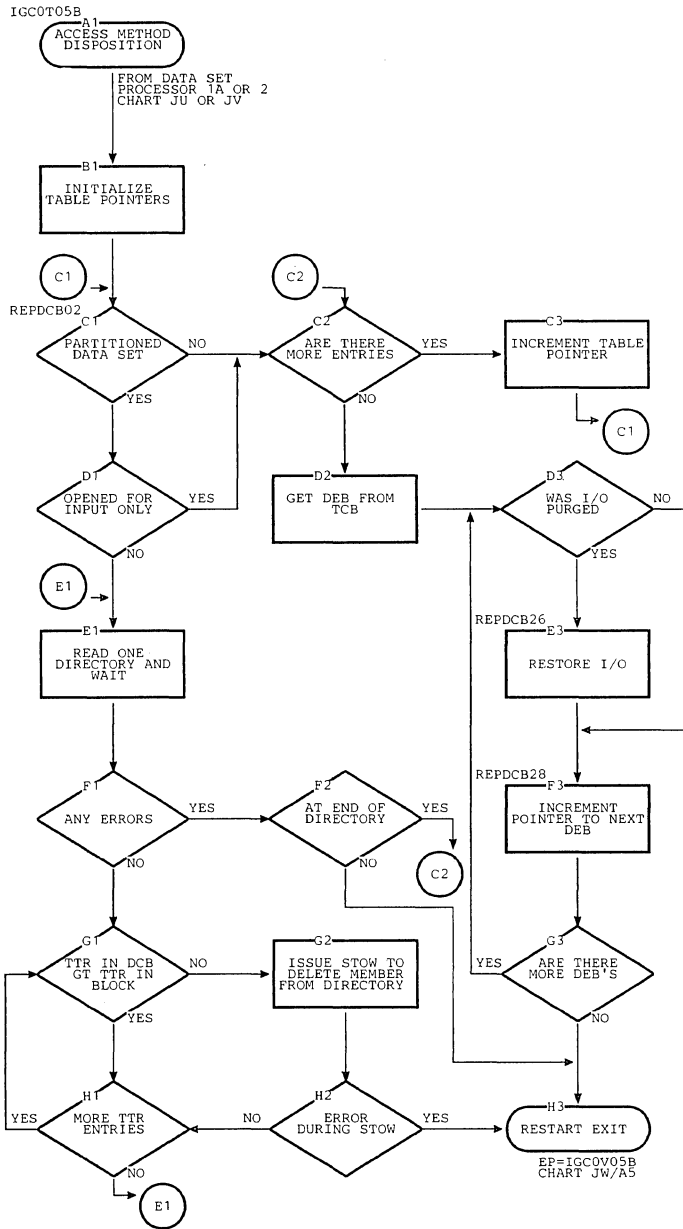 IGC0T05B
A1
ACCESS METHOD
DISPOSITION
FROM DATA SET
PROCESSOR 1A OR 2
CHART JU OR JV
B1
INITIALIZE
TABLE POINTERS
C1
C2
REPDCB02
C1
PARTITIONED
DATA SET
NO
YES
C2
ARE THERE
MORE ENTRIES
YES
NO
C3
INCREMENT TABLE
POINTER
C1
D1
OPENED FOR
INPUT ONLY
YES
NO
D2
GET DEB FROM
TCB
D3
WAS I/O
PURGED
NO
YES
E1
E1
READ ONE
DIRECTORY AND
WAIT
REPDCB26
E3
RESTORE I/O
F1
ANY ERRORS
YES
NO
F2
AT END OF
DIRECTORY
YES
NO
C2
REPDCB28
F3
INCREMENT
POINTER TO NEXT
DEB
G1
TTR IN DCB
GT TTR IN
BLOCK
NO
YES
G2
ISSUE STOW TO
DELETE MEMBER
FROM DIRECTORY
G3
ARE THERE
MORE DEB'S
YES
NO
H1
MORE TTR
ENTRIES
YES
NO
E1
H2
ERROR
DURING STOW
NO
YES
H3
RESTART EXIT
EP=IGC0V05B
CHART JW/A5